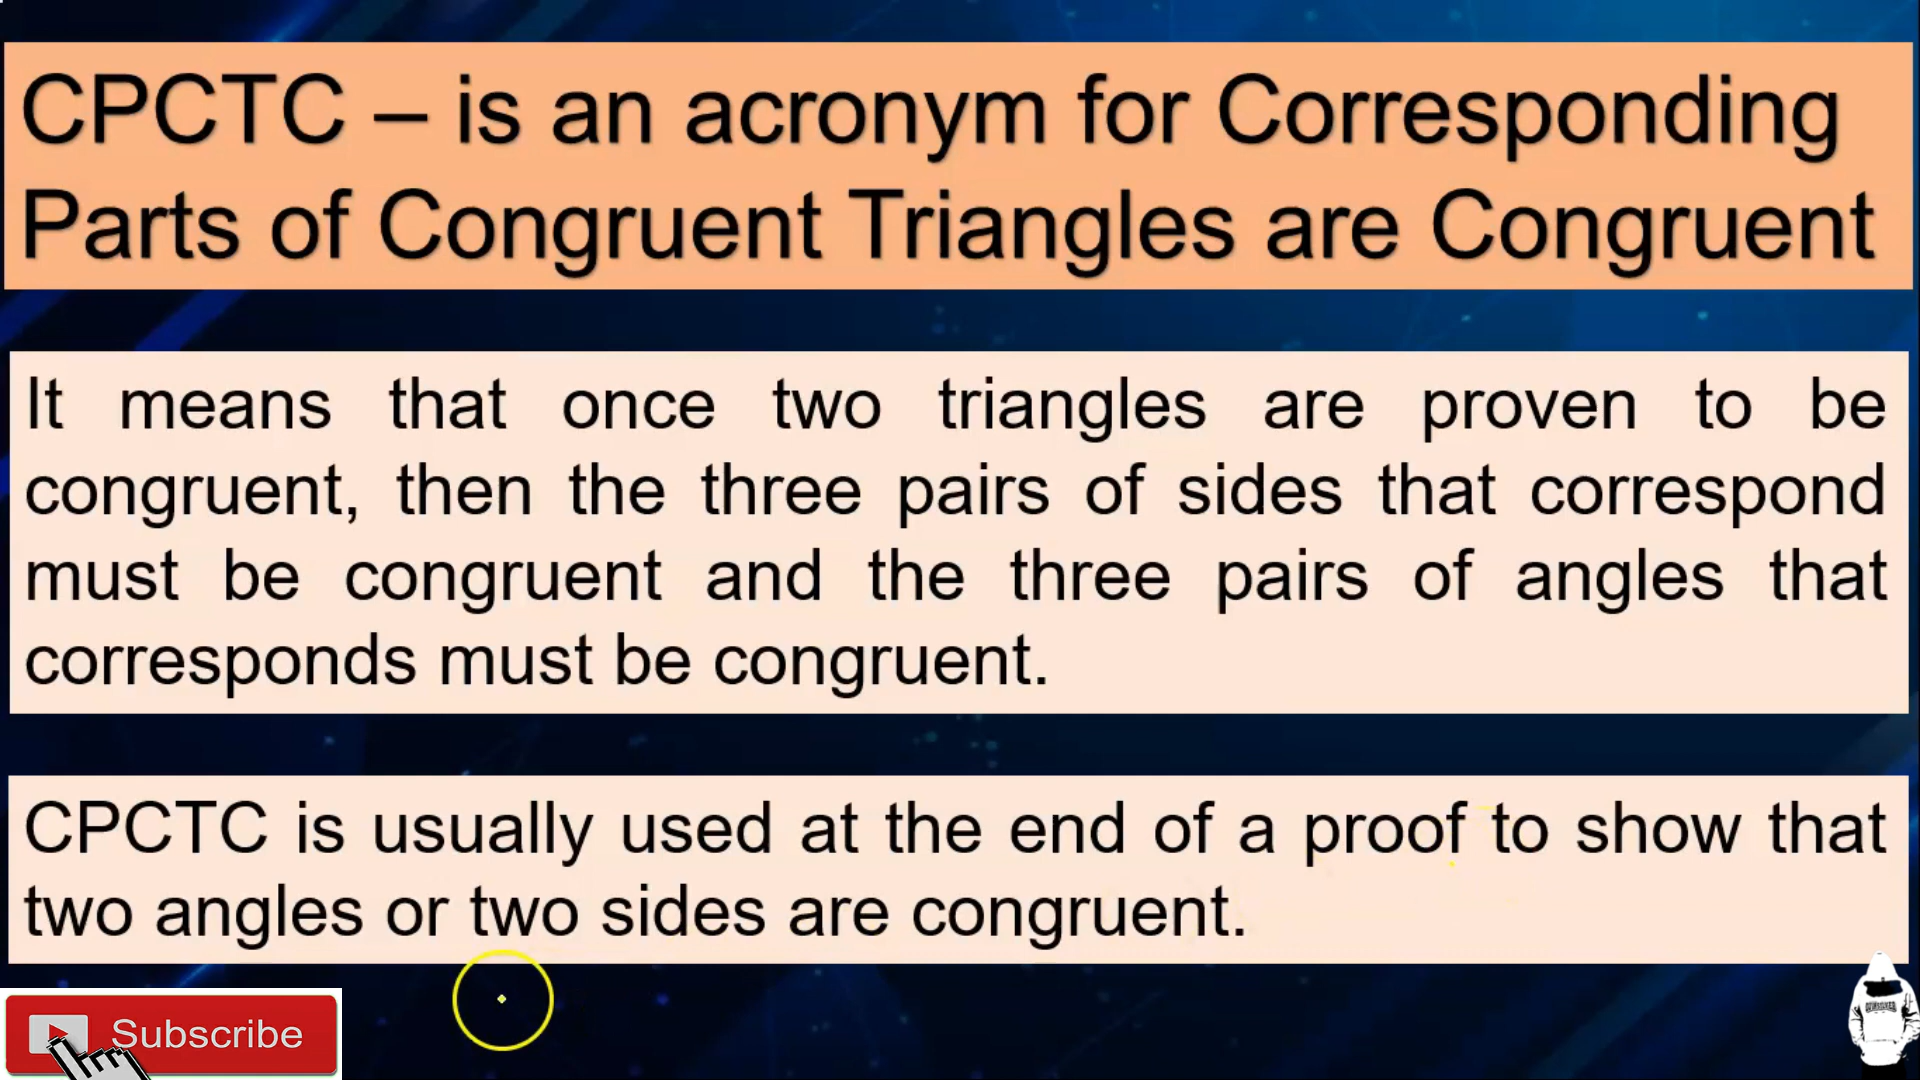 CPCTC – is an acronym for Corresponding
Parts of Congruent Triangles are Congruent
It means that once two triangles are proven to be
congruent, then the three pairs of sides that correspond
must be congruent and the three pairs of angles that
corresponds must be congruent.
CPCTC is usually used at the end of a proof to show that
two angles or two sides are congruent.
Subscribe